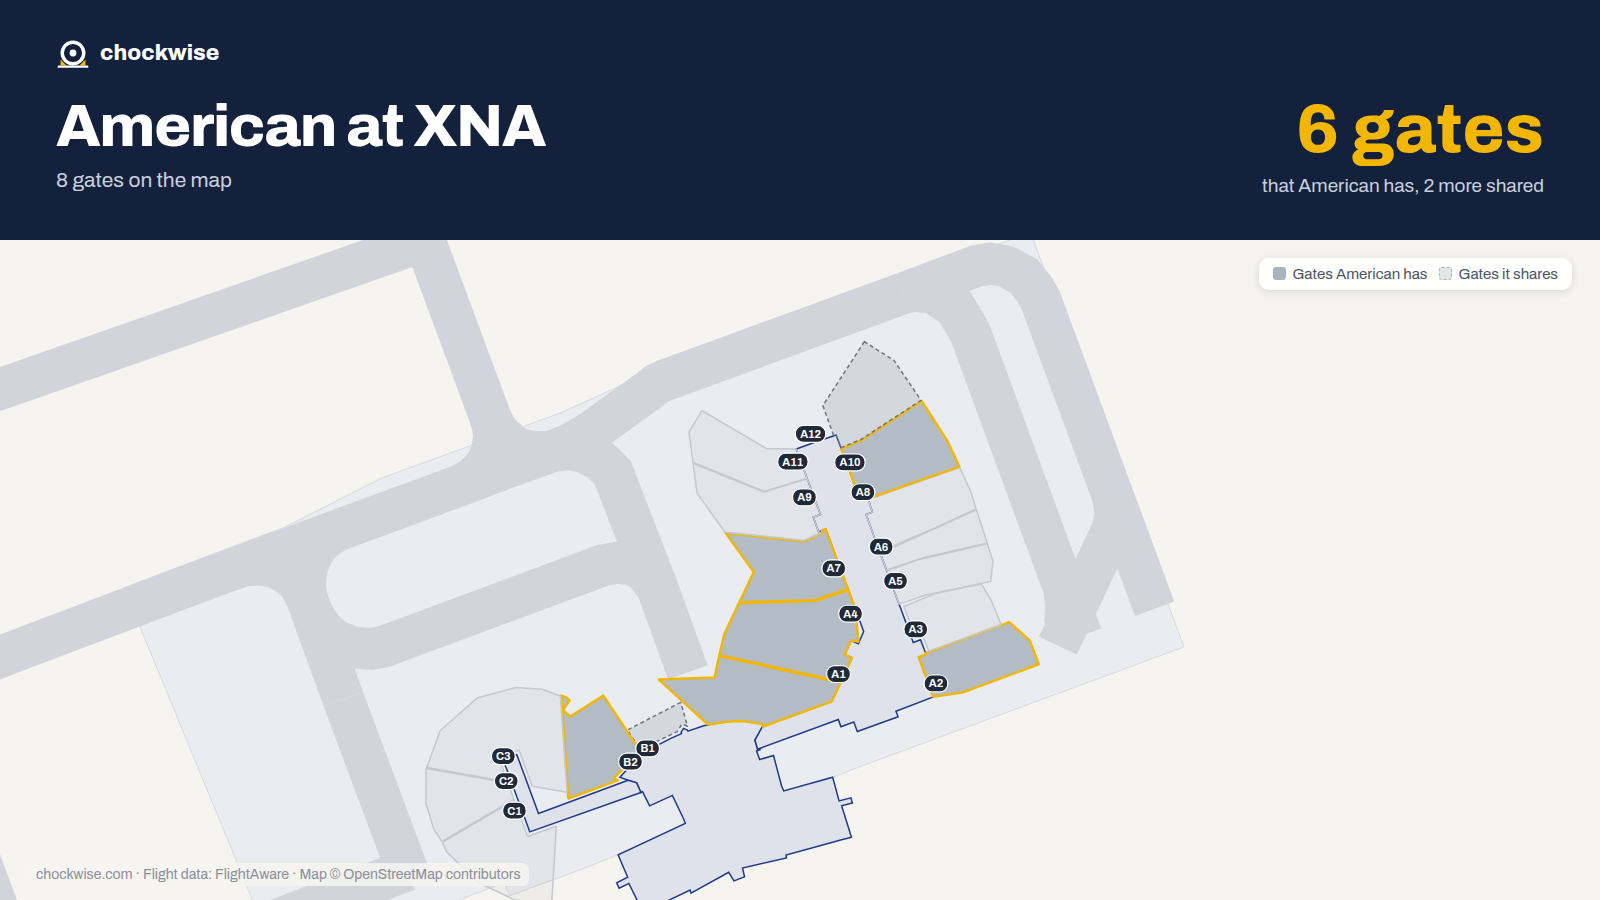 chockwise
American at XNA
8 gates on the map
6 gates
that American has, 2 more shared
Gates American has
Gates it shares
A12
A11
A10
A9
A8
A6
A7
A5
A4
A3
A1
A2
B1
B2
C3
C2
C1
chockwise.com · Flight data: FlightAware · Map © OpenStreetMap contributors